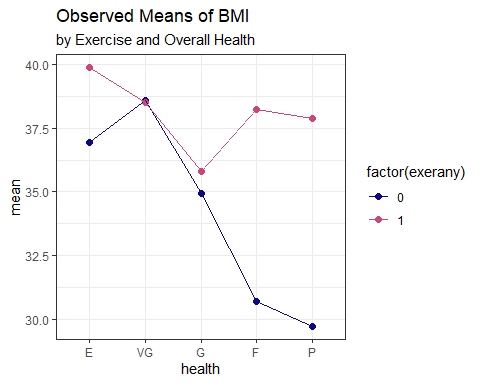 Observed Means of BMI
by Exercise and Overall Health
40.0
37.5
35.0
32.5
30.0
mean
E VG G F P
health
factor(exerany)
0
1